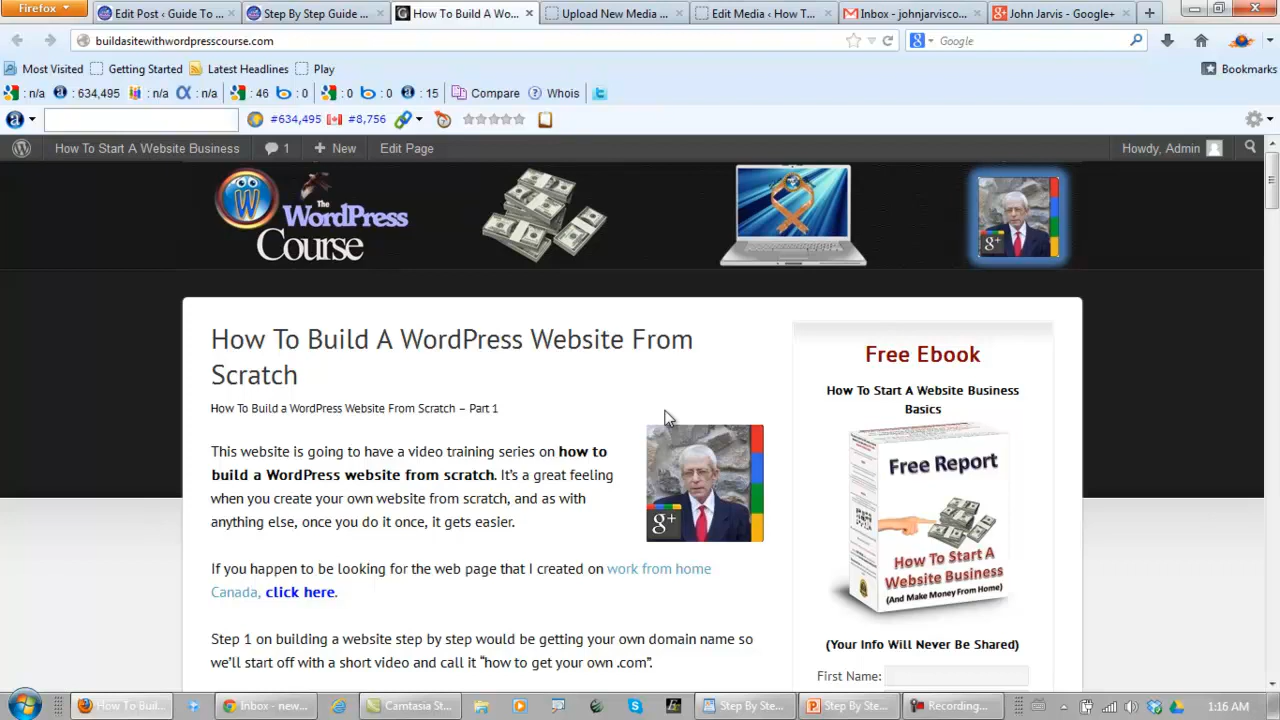 Firefox
Edit Post ‹ Guide To ...
Step By Step Guide ...
How To Build A Wo...
Upload New Media ...
Edit Media ‹ How T...
Inbox - johnjarvisco...
John Jarvis - Google+
buildasitewithwordpresscourse.com
Google
Most Visited
Getting Started
Latest Headlines
Play
Bookmarks
: n/a
: 634,495
: n/a
: n/a
: 46
: 0
: 0
: 0
: 15
Compare
Whois
#634,495
#8,756
How To Start A Website Business
1
New
Edit Page
Howdy, Admin
The
WordPress
Course
g+
How To Build A WordPress Website From
Scratch
How To Build a WordPress Website From Scratch – Part 1
This website is going to have a video training series on how to
build a WordPress website from scratch. It's a great feeling
when you create your own website from scratch, and as with
anything else, once you do it once, it gets easier.
g+
If you happen to be looking for the web page that I created on work from home
Canada, click here.
Step 1 on building a website step by step would be getting your own domain name so
we'll start off with a short video and call it "how to get your own .com".
Free Ebook
How To Start A Website Business
Basics
Free Report
How To Start A
Website Business
(And Make Money From Home)
(Your Info Will Never Be Shared)
First Name:
How To Buil...
Inbox - new...
Camtasia St...
Step By Ste...
Step By Ste...
Recording...
1:16 AM